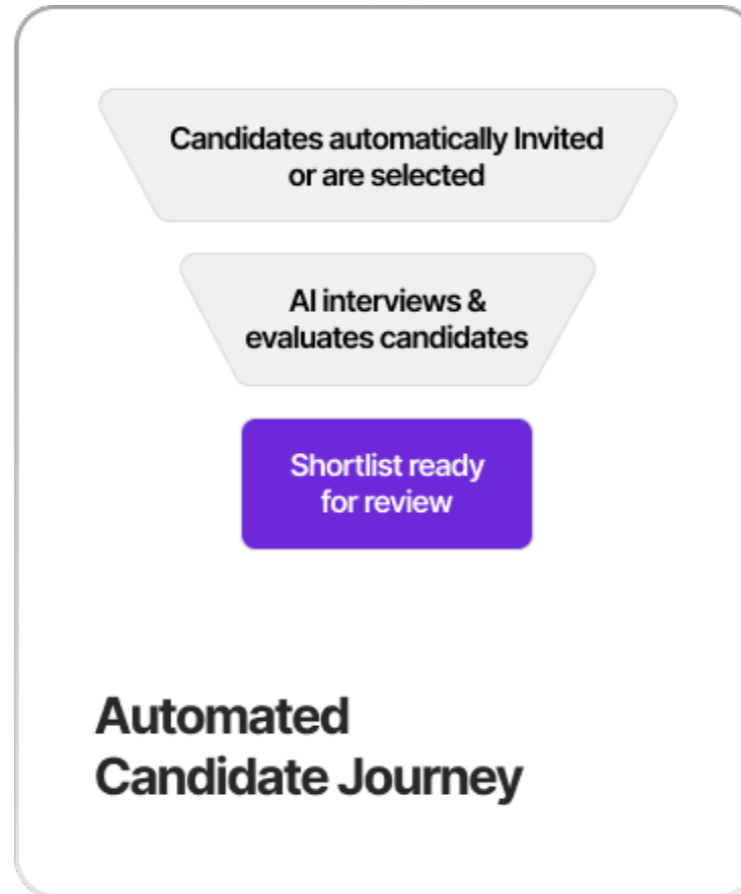 Candidates automatically Invited
or are selected
AI interviews &
evaluates candidates
Shortlist ready
for review
Automated
Candidate Journey